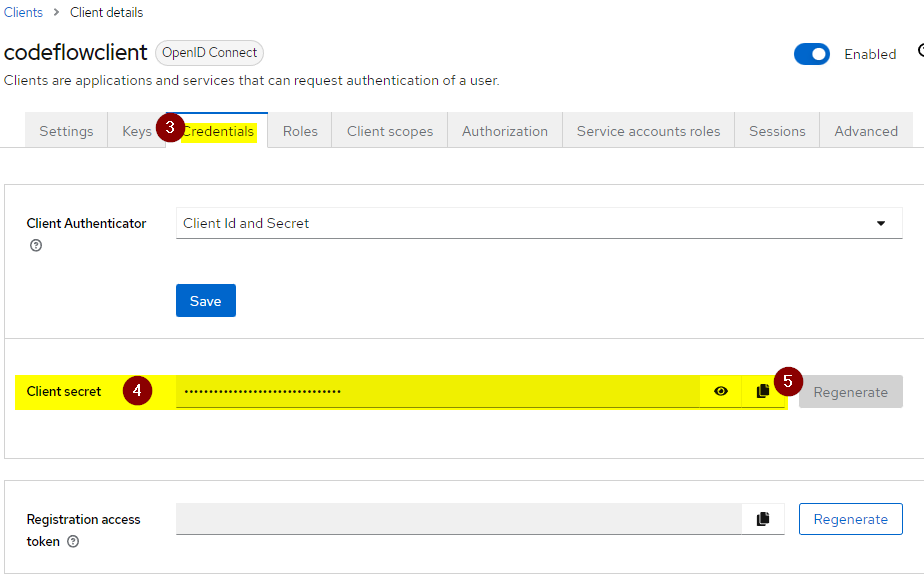 Clients > Client details
codeflowclient OpenID Connect Enabled
Clients are applications and services that can request authentication of a user.
Settings Keys 3 Credentials Roles Client scopes Authorization Service accounts roles Sessions Advanced
Client Authenticator Client Id and Secret
Save
Client secret 4 •••••••••••••••••••••••••••••••• 5 Regenerate
Registration access Regenerate
token